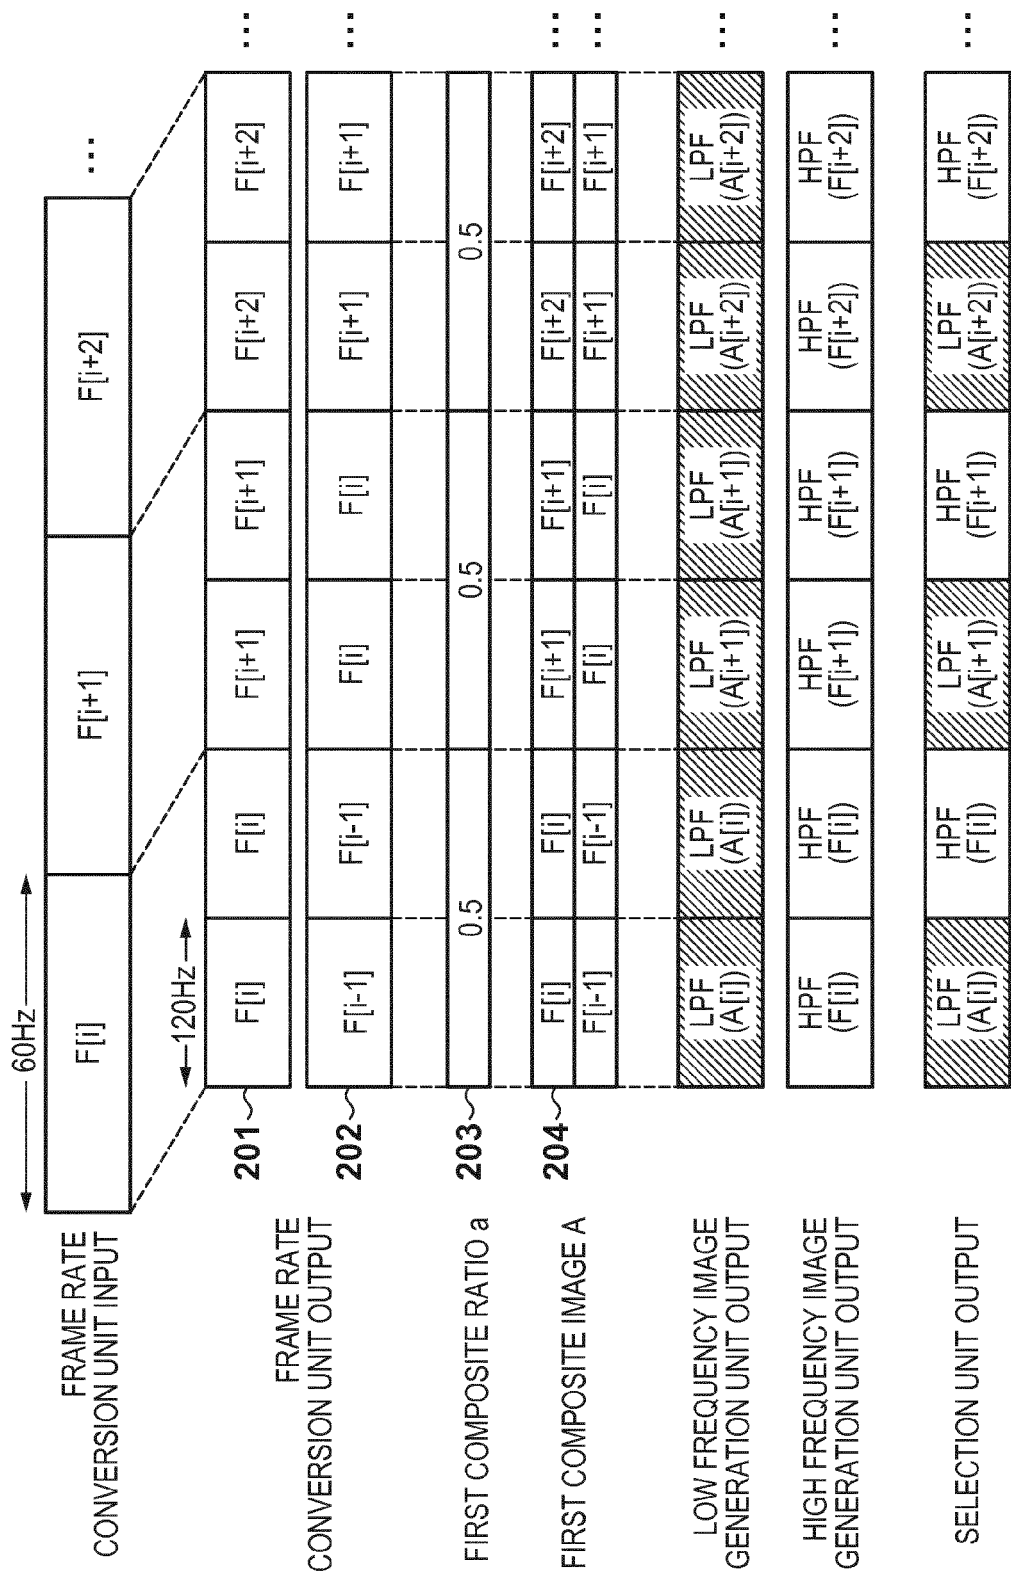 FRAME RATE
CONVERSION UNIT INPUT
60Hz
F[i]
F[i+1]
F[i+2]
...
120Hz
FRAME RATE
CONVERSION UNIT OUTPUT
201
F[i]
F[i]
F[i+1]
F[i+1]
F[i+2]
F[i+2]
...
202
F[i-1]
F[i-1]
F[i]
F[i]
F[i+1]
F[i+1]
...
FIRST COMPOSITE RATIO a
203
0.5
0.5
0.5
FIRST COMPOSITE IMAGE A
204
F[i]
F[i]
F[i+1]
F[i+1]
F[i+2]
F[i+2]
...
F[i-1]
F[i-1]
F[i]
F[i]
F[i+1]
F[i+1]
...
LOW FREQUENCY IMAGE
GENERATION UNIT OUTPUT
LPF
(A[i])
LPF
(A[i])
LPF
(A[i+1])
LPF
(A[i+1])
LPF
(A[i+2])
LPF
(A[i+2])
...
HIGH FREQUENCY IMAGE
GENERATION UNIT OUTPUT
HPF
(F[i])
HPF
(F[i])
HPF
(F[i+1])
HPF
(F[i+1])
HPF
(F[i+2])
HPF
(F[i+2])
...
SELECTION UNIT OUTPUT
LPF
(A[i])
HPF
(F[i])
LPF
(A[i+1])
HPF
(F[i+1])
LPF
(A[i+2])
HPF
(F[i+2])
...